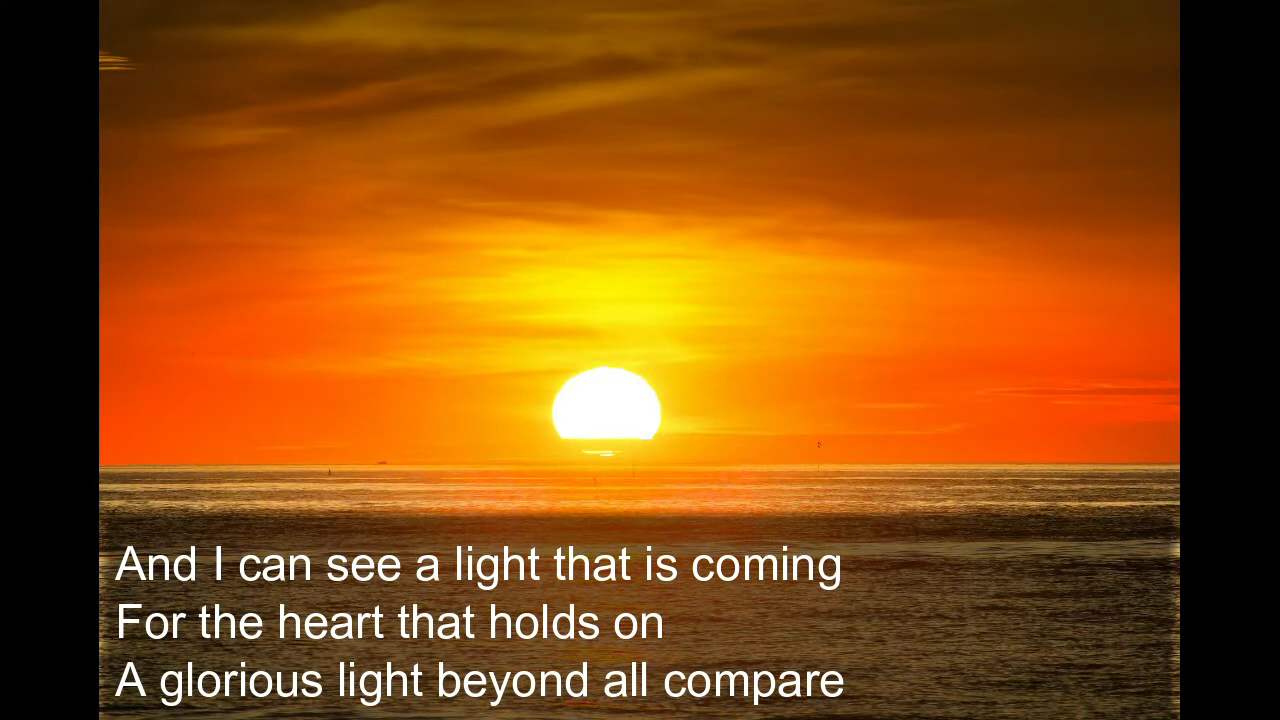 And I can see a light that is coming
For the heart that holds on
A glorious light beyond all compare